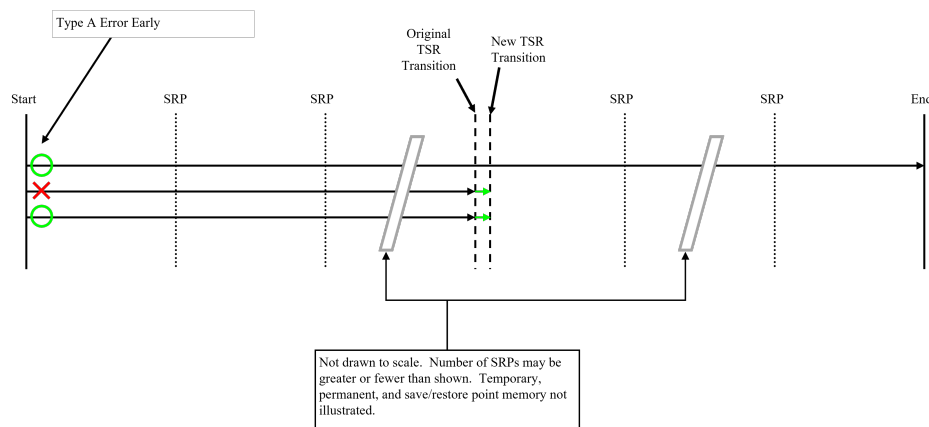 Type A Error Early
Original
TSR
Transition
New TSR
Transition
Start
SRP
SRP
SRP
SRP
End
Not drawn to scale.  Number of SRPs may be
greater or fewer than shown.  Temporary,
permanent, and save/restore point memory not
illustrated.